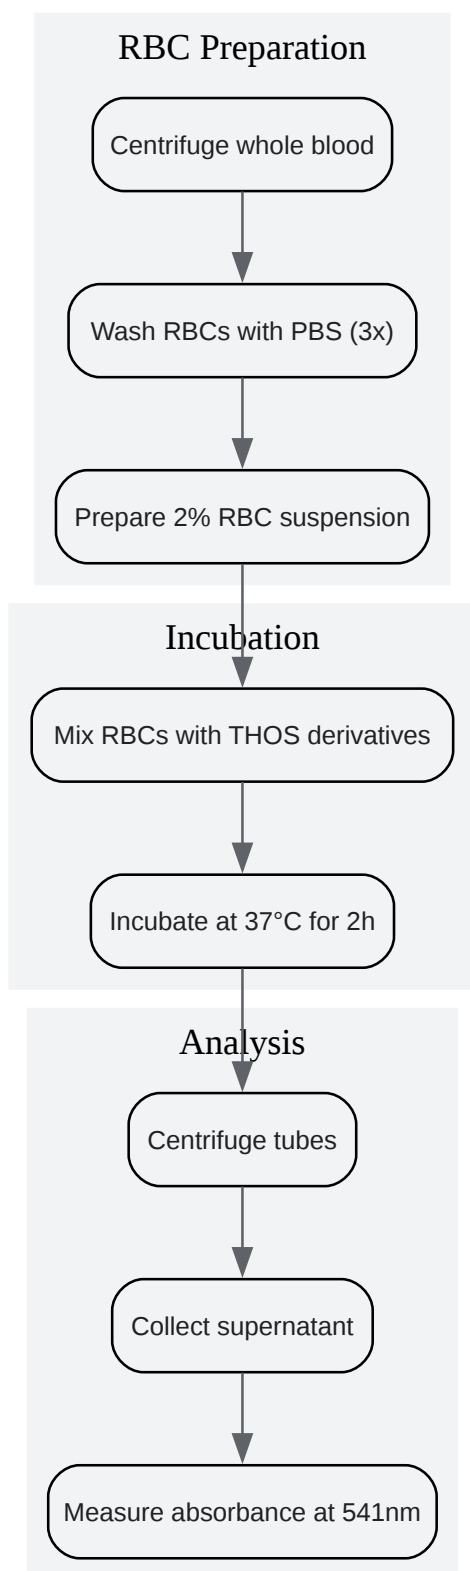 RBC Preparation
Centrifuge whole blood
Wash RBCs with PBS (3x)
Prepare 2% RBC suspension
Incubation
Mix RBCs with THOS derivatives
Incubate at 37°C for 2h
Analysis
Centrifuge tubes
Collect supernatant
Measure absorbance at 541nm